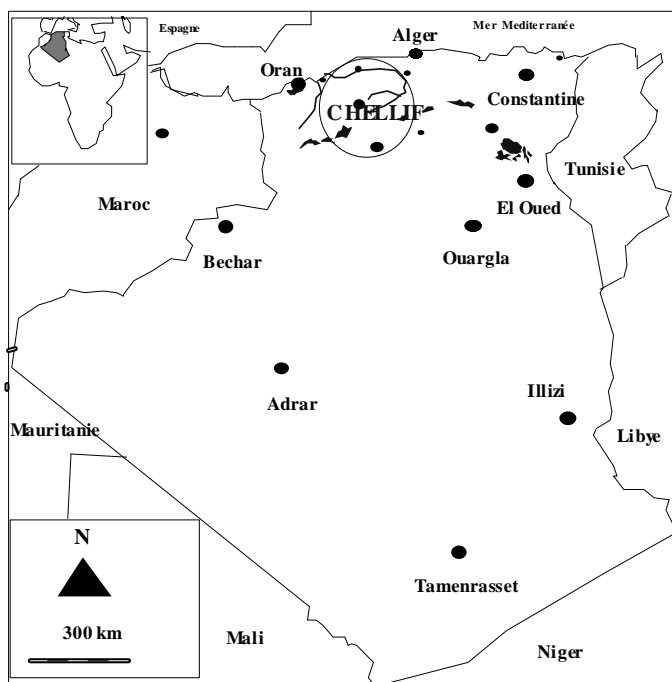 Espagne
Mer Mediterranée
Alger
Oran
Constantine
CHELLIF
Tunisie
Maroc
El Oued
Bechar
Ouargla
Adrar
Illizi
Mauritanie
Libye
N
Tamenrasset
300 km
Mali
Niger